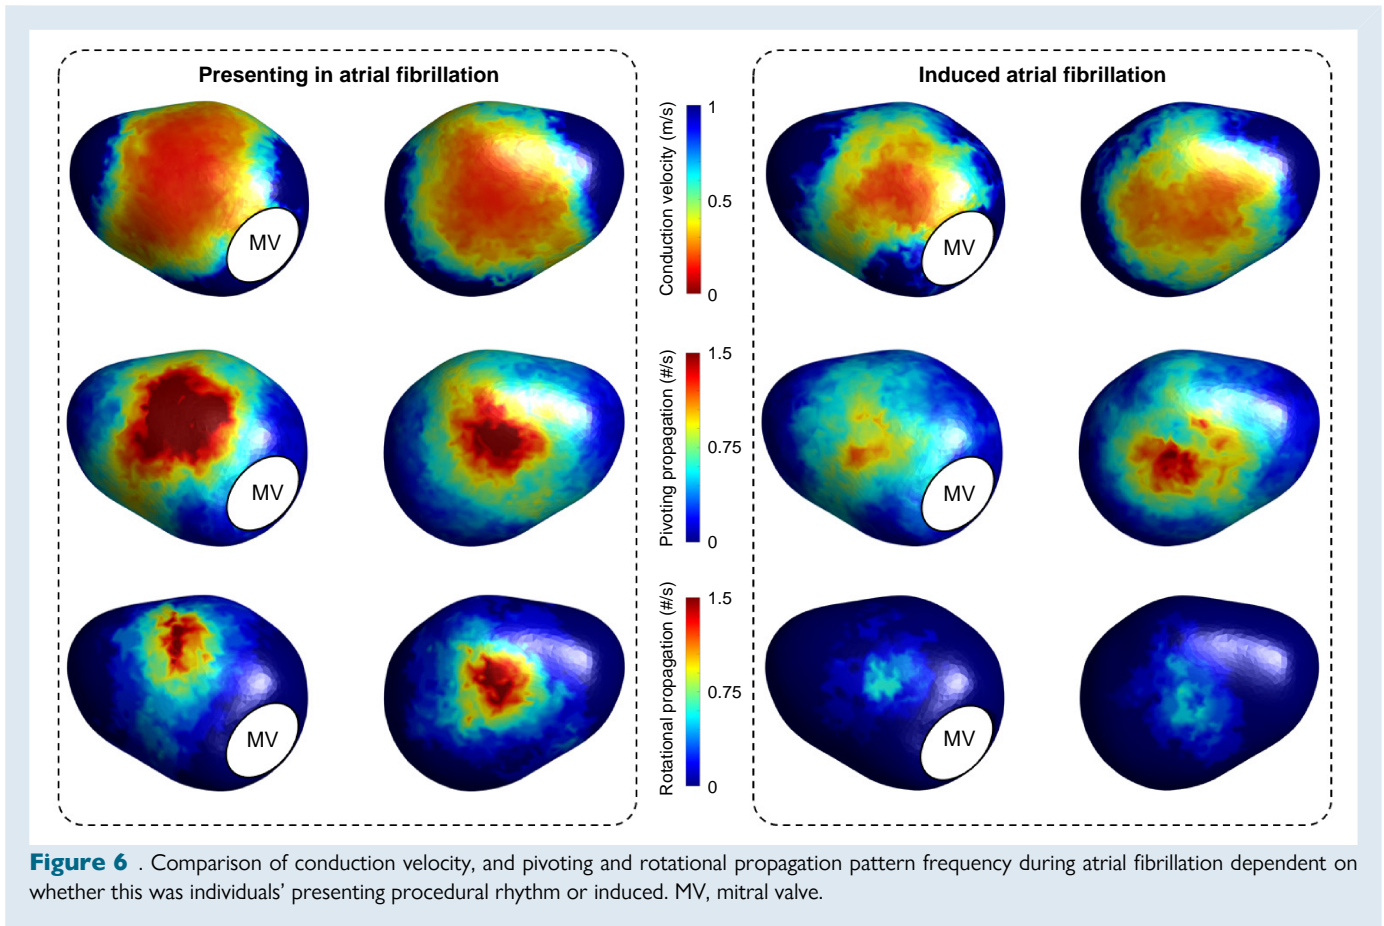 Presenting in atrial fibrillation
Induced atrial fibrillation
Conduction velocity (m/s)
1
0.5
0
MV
MV
Pivoting propagation (#/s)
1.5
0.75
0
MV
MV
Rotational propagation (#/s)
1.5
0.75
0
MV
MV
Figure 6 . Comparison of conduction velocity, and pivoting and rotational propagation pattern frequency during atrial fibrillation dependent on
whether this was individuals’ presenting procedural rhythm or induced. MV, mitral valve.